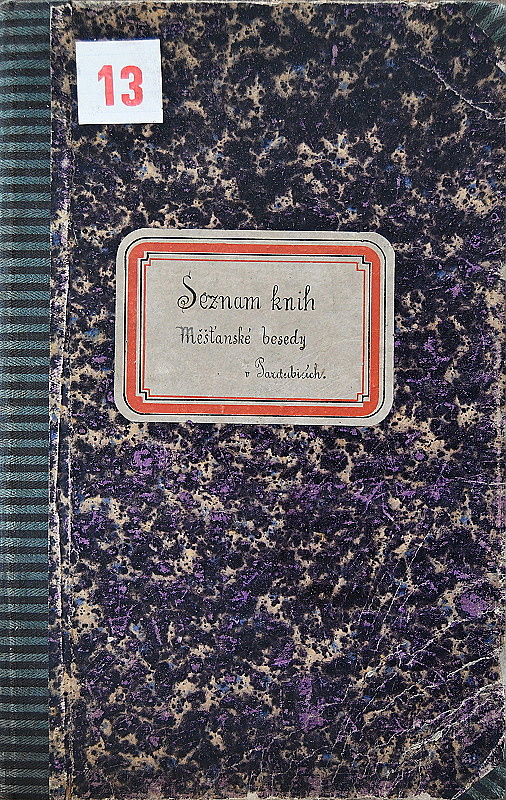 13
Seznam knih
Měšťanské besedy
v Pardubicích.